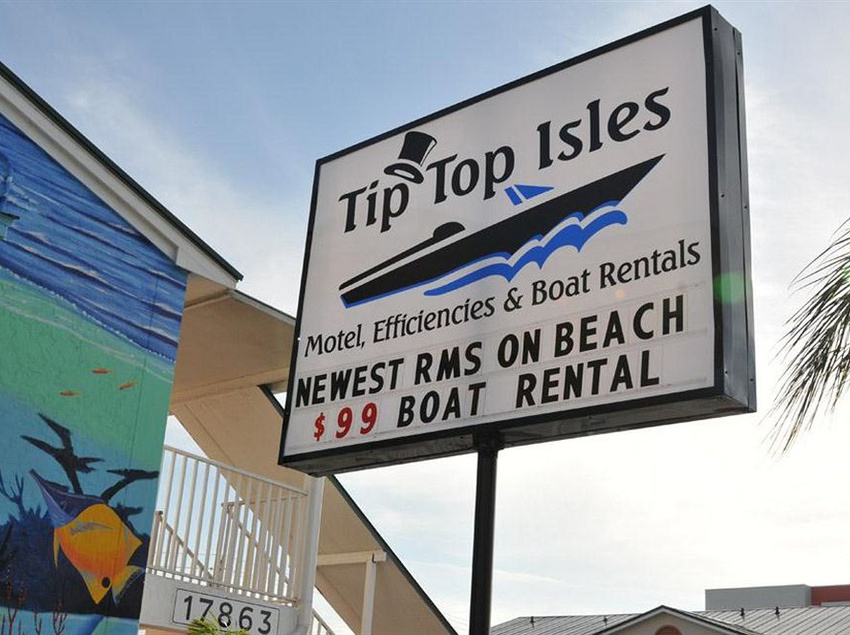 Tip Top Isles
Motel, Efficiencies & Boat Rentals
NEWEST RMS ON BEACH
$99 BOAT RENTAL
17863